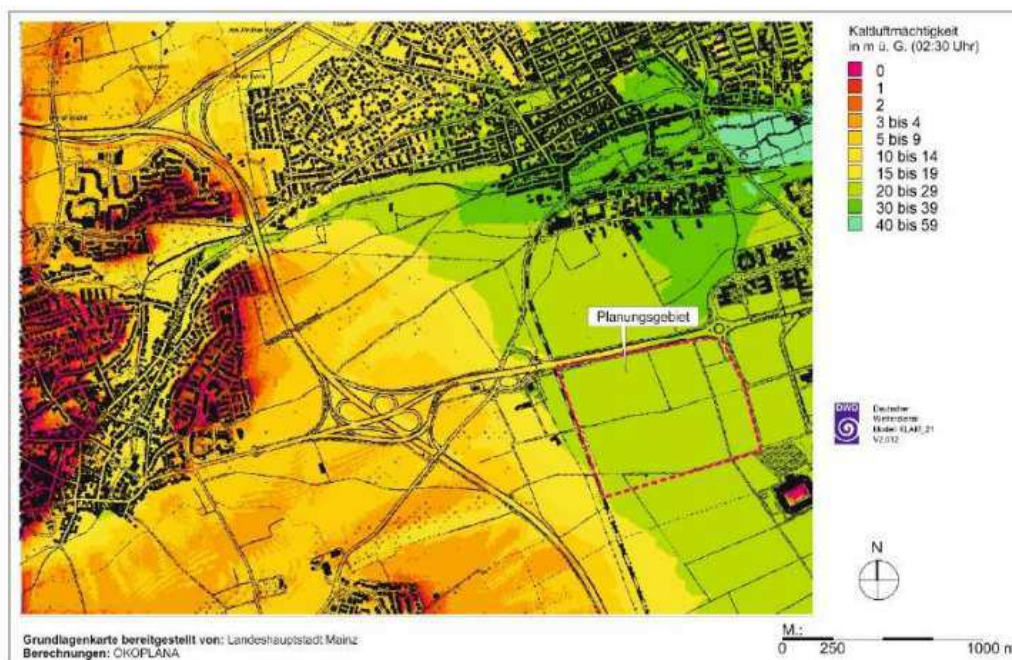 Kaltluftmächtigkeit
in m ü. G. (02:30 Uhr)
0
1
2
3 bis 4
5 bis 9
10 bis 14
15 bis 19
20 bis 29
30 bis 39
40 bis 59
Planungsgebiet
DWD
Deutscher
Wetterdienst
Modell KLAM_21
N
M.:
0 250 1000 m
Grundlagenkarte bereitgestellt von: Landeshauptstadt Mainz
Berechnungen: ÖKOPLANA